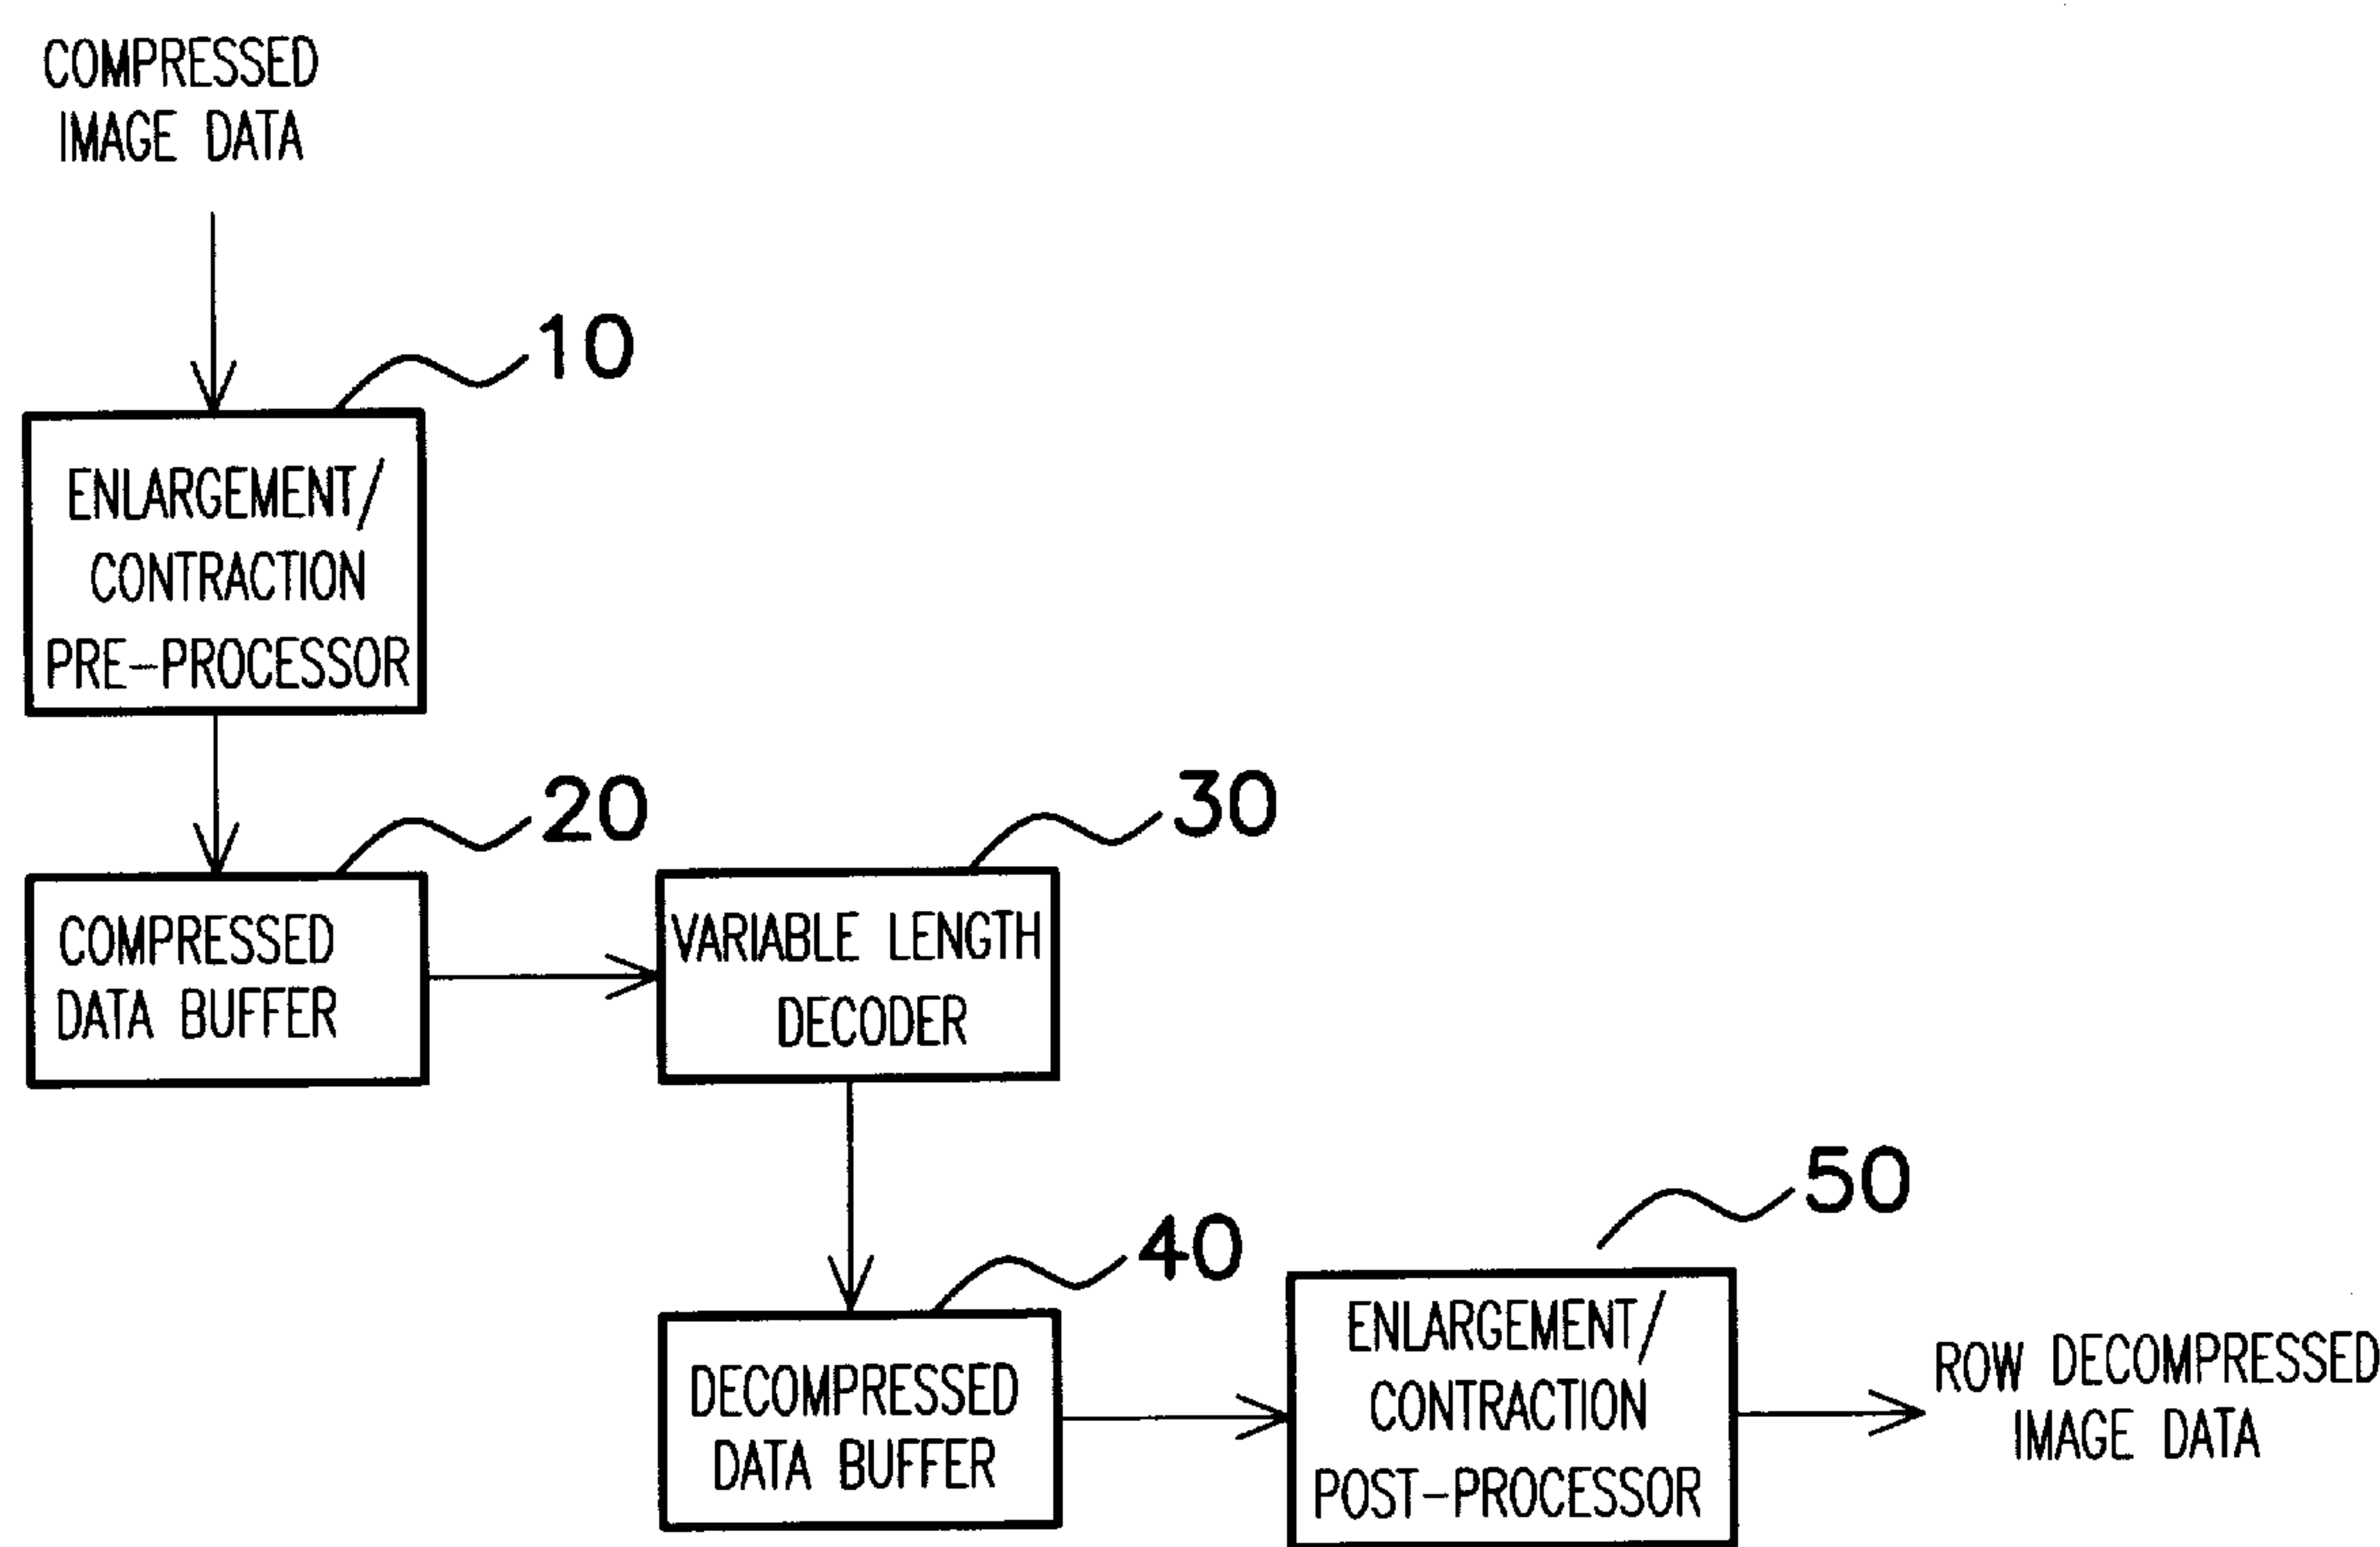 COMPRESSED
IMAGE DATA
10
ENLARGEMENT/
CONTRACTION
PRE-PROCESSOR
20
COMPRESSED
DATA BUFFER
30
VARIABLE LENGTH
DECODER
40
DECOMPRESSED
DATA BUFFER
50
ENLARGEMENT/
CONTRACTION
POST-PROCESSOR
ROW DECOMPRESSED
IMAGE DATA